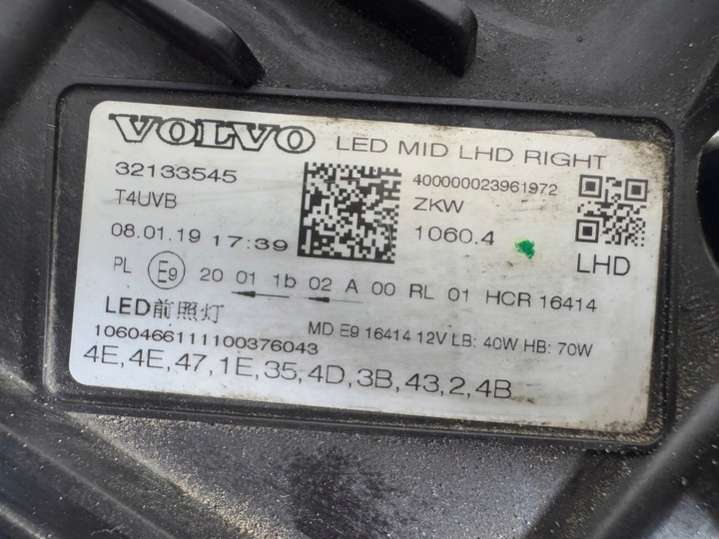 VOLVO LED MID LHD RIGHT
32133545
T4UVB
08.01.19 17:39
400000023961972
ZKW
1060.4
LHD
PL E9 20 01 1b 02 A 00 RL 01 HCR 16414
LED前照灯
MD E9 16414 12V LB: 40W HB: 70W
1060466111100376043
4E,4E,47,1E,35,4D,3B,43,2,4B